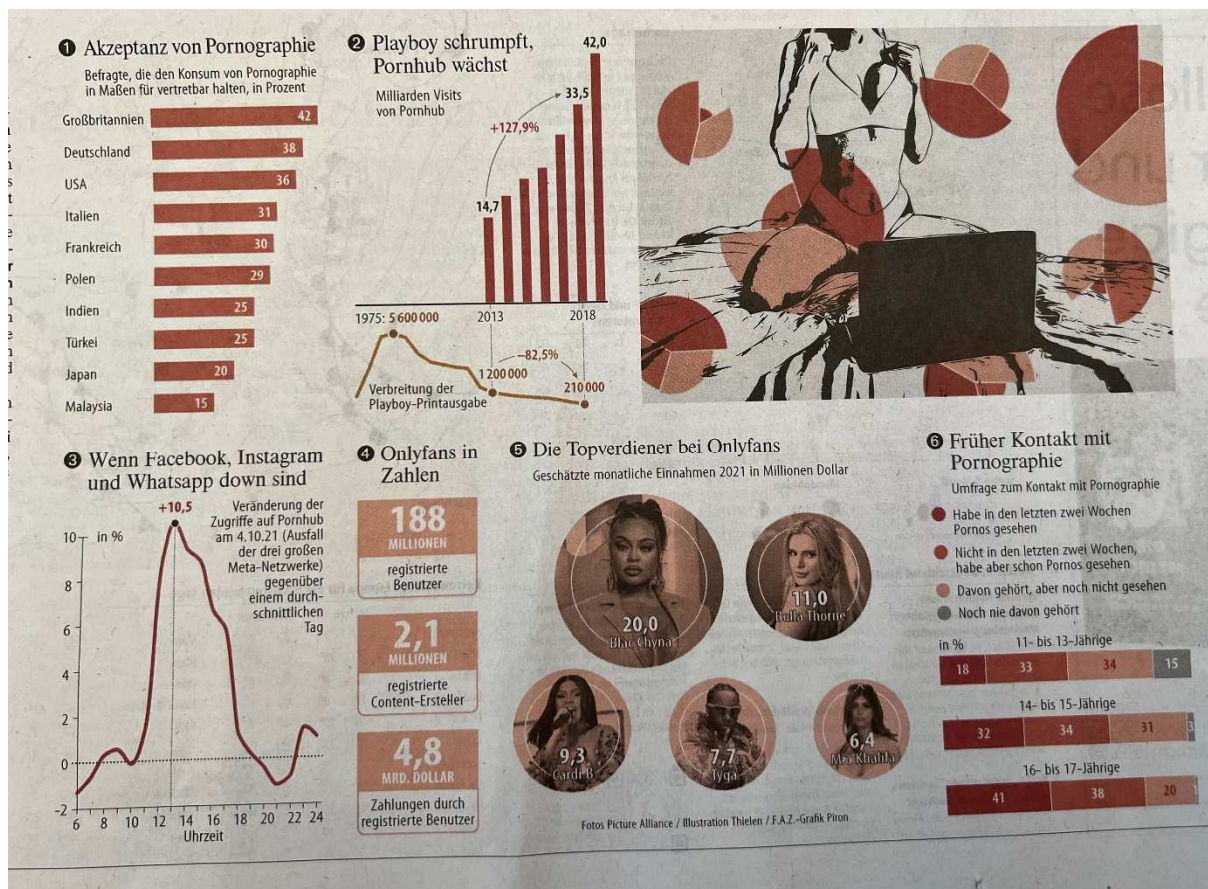 ❶ Akzeptanz von Pornographie
Befragte, die den Konsum von Pornographie
in Maßen für vertretbar halten, in Prozent
Großbritannien 42
Deutschland 38
USA 36
Italien 31
Frankreich 30
Polen 29
Indien 25
Türkei 25
Japan 20
Malaysia 15
❷ Playboy schrumpft,
Pornhub wächst
Milliarden Visits
von Pornhub
42,0
33,5
+127,9%
14,7
1975: 5 600 000
2013
2018
–82,5%
1 200 000
210 000
Verbreitung der
Playboy-Printausgabe
❸ Wenn Facebook, Instagram
und Whatsapp down sind
+10,5
Veränderung der
Zugriffe auf Pornhub
am 4.10.21 (Ausfall
der drei großen
Meta-Netzwerke)
gegenüber
einem durch-
schnittlichen
Tag
10 in %
8
6
4
2
0
–2
6 8 10 12 14 16 18 20 22 24
Uhrzeit
❹ Onlyfans in
Zahlen
188
MILLIONEN
registrierte
Benutzer
2,1
MILLIONEN
registrierte
Content-Ersteller
4,8
MRD. DOLLAR
Zahlungen durch
registrierte Benutzer
❺ Die Topverdiener bei Onlyfans
Geschätzte monatliche Einnahmen 2021 in Millionen Dollar
20,0
Blac Chyna
11,0
Bella Thorne
9,3
Cardi B
7,7
Tyga
6,4
Mia Khalifa
Fotos Picture Alliance / Illustration Thielen / F.A.Z.-Grafik Piron
❻ Früher Kontakt mit
Pornographie
Umfrage zum Kontakt mit Pornographie
Habe in den letzten zwei Wochen
Pornos gesehen
Nicht in den letzten zwei Wochen,
habe aber schon Pornos gesehen
Davon gehört, aber noch nicht gesehen
Noch nie davon gehört
in % 11- bis 13-Jährige
18 33 34 15
14- bis 15-Jährige
32 34 31 3
16- bis 17-Jährige
41 38 20 1